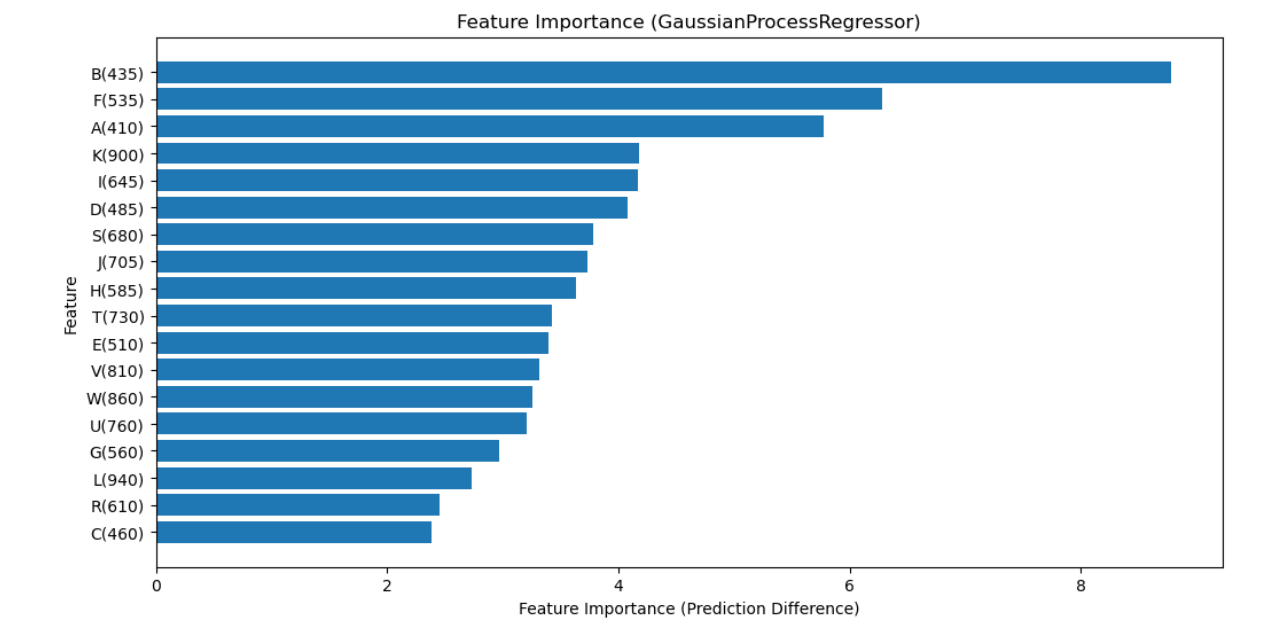 Feature Importance (GaussianProcessRegressor)
Feature
B(435)
F(535)
A(410)
K(900)
I(645)
D(485)
S(680)
J(705)
H(585)
T(730)
E(510)
V(810)
W(860)
U(760)
G(560)
L(940)
R(610)
C(460)
0 2 4 6 8
Feature Importance (Prediction Difference)